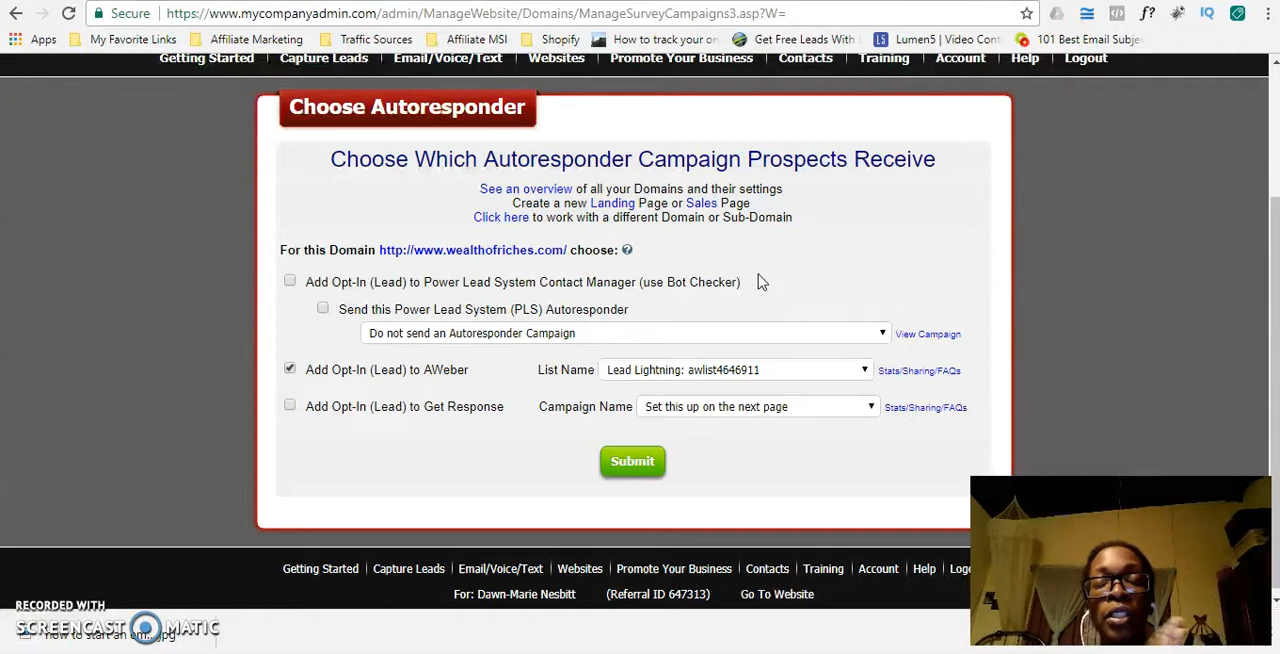 Secure
https://www.mycompanyadmin.com/admin/ManageWebsite/Domains/ManageSurveyCampaigns3.asp?W=
Apps My Favorite Links Affiliate Marketing Traffic Sources Affiliate MSI Shopify How to track your on Get Free Leads With Lumen5 | Video Cont 101 Best Email Subje
Getting Started Capture Leads Email/Voice/Text Websites Promote Your Business Contacts Training Account Help Logout
Choose Autoresponder
Choose Which Autoresponder Campaign Prospects Receive
See an overview of all your Domains and their settings
Create a new Landing Page or Sales Page
Click here to work with a different Domain or Sub-Domain
For this Domain http://www.wealthofriches.com/ choose: ?
Add Opt-In (Lead) to Power Lead System Contact Manager (use Bot Checker)
Send this Power Lead System (PLS) Autoresponder
Do not send an Autoresponder Campaign View Campaign
Add Opt-In (Lead) to AWeber List Name Lead Lightning: awlist4646911 Stats/Sharing/FAQs
Add Opt-In (Lead) to Get Response Campaign Name Set this up on the next page Stats/Sharing/FAQs
Submit
Getting Started Capture Leads Email/Voice/Text Websites Promote Your Business Contacts Training Account Help Logo
For: Dawn-Marie Nesbitt (Referral ID 647313) Go To Website
RECORDED WITH
SCREENCAST MATIC
how to start an em....jpg